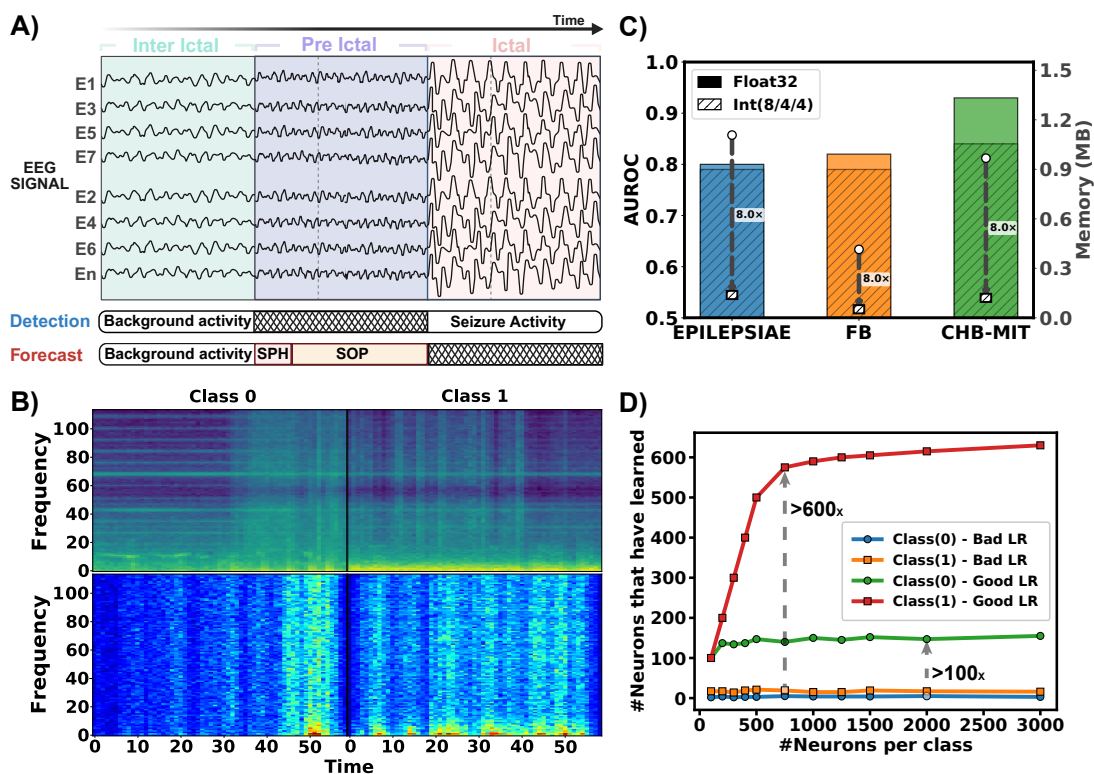 A)
Time
Inter Ictal
Pre Ictal
Ictal
EEG SIGNAL
E1
E3
E5
E7
E2
E4
E6
En
Detection
Background activity
Seizure Activity
Forecast
Background activity
SPH
SOP
B)
Class 0
Class 1
Frequency
100
80
60
40
20
0
Frequency
100
80
60
40
20
0
0
10
20
30
40
50
0
10
20
30
40
50
Time
C)
AUROC
1.0
0.9
0.8
0.7
0.6
0.5
Float32
Int(8/4/4)
8.0×
8.0×
8.0×
EPILEPSIAE
FB
CHB-MIT
1.5
1.2
0.9
0.6
0.3
0.0
Memory (MB)
D)
#Neurons that have learned
600
500
400
300
200
100
0
>600x
>100x
Class(0) - Bad LR
Class(1) - Bad LR
Class(0) - Good LR
Class(1) - Good LR
0
500
1000
1500
2000
2500
3000
#Neurons per class